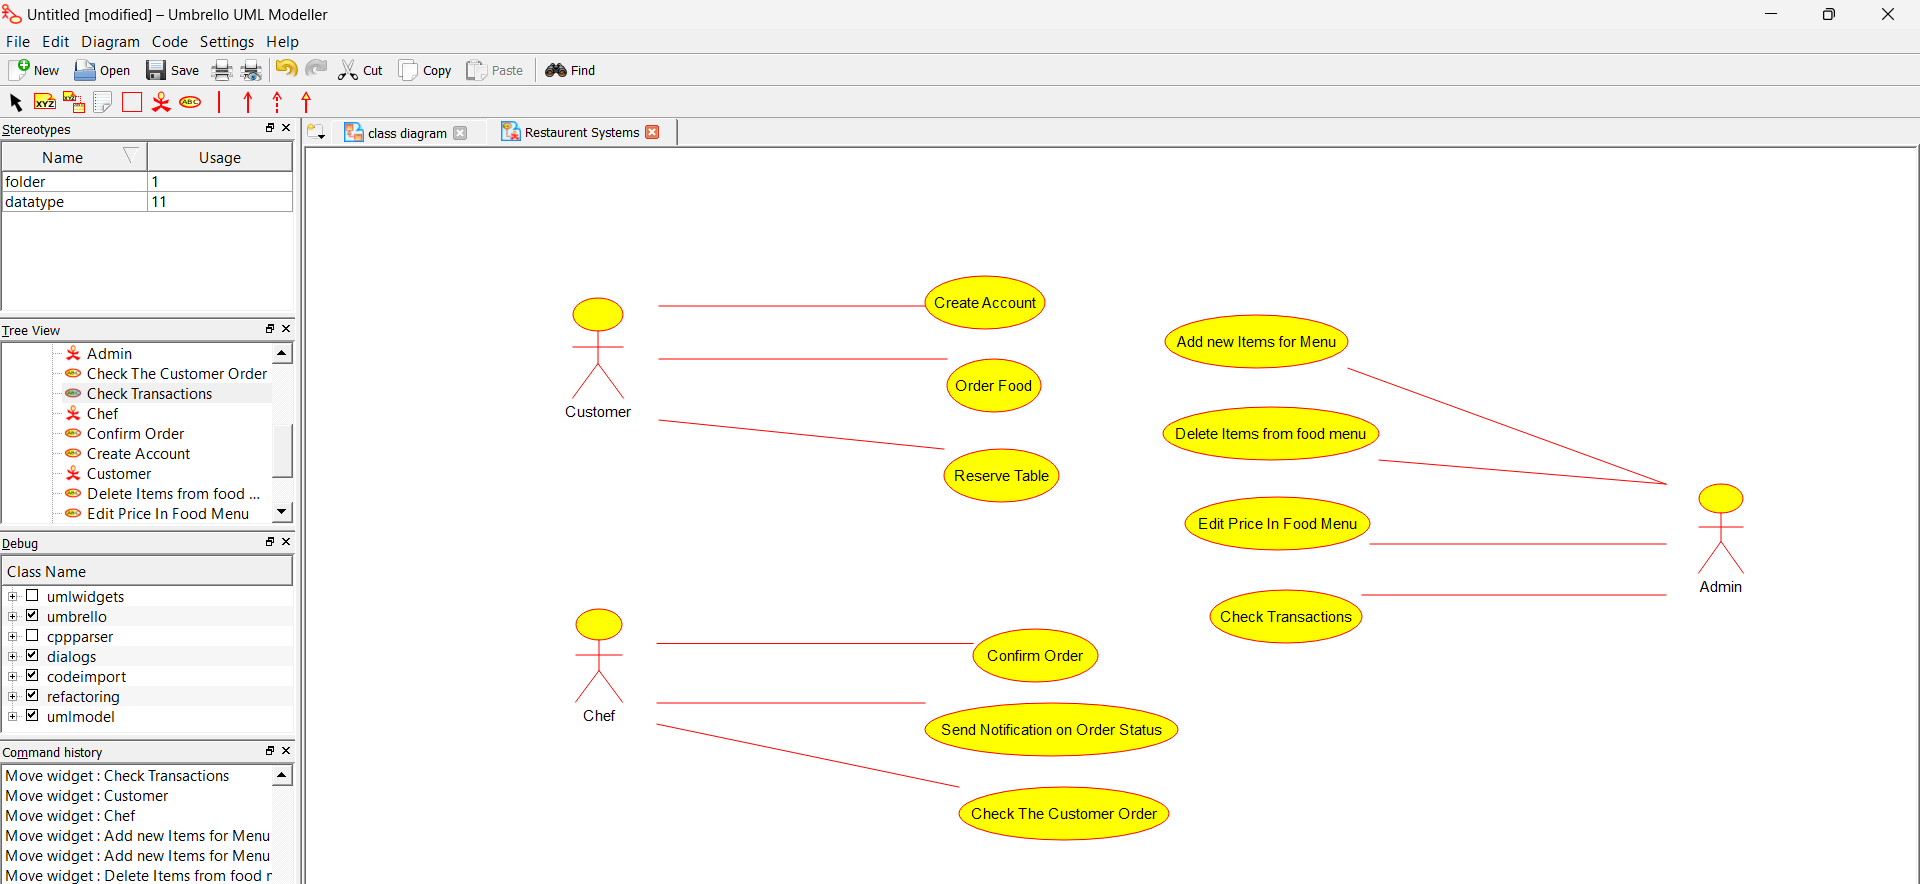 Untitled [modified] – Umbrello UML Modeller
File Edit Diagram Code Settings Help
New Open Save Cut Copy Paste Find
Stereotypes
class diagram
Restaurent Systems
Name Usage
folder 1
datatype 11
Tree View
Admin
Check The Customer Order
Check Transactions
Chef
Confirm Order
Create Account
Customer
Delete Items from food ...
Edit Price In Food Menu
Debug
Class Name
umlwidgets
umbrello
cppparser
dialogs
codeimport
refactoring
umlmodel
Command history
Move widget : Check Transactions
Move widget : Customer
Move widget : Chef
Move widget : Add new Items for Menu
Move widget : Add new Items for Menu
Move widget : Delete Items from food r
Customer
Create Account
Order Food
Reserve Table
Add new Items for Menu
Delete Items from food menu
Edit Price In Food Menu
Check Transactions
Admin
Chef
Confirm Order
Send Notification on Order Status
Check The Customer Order